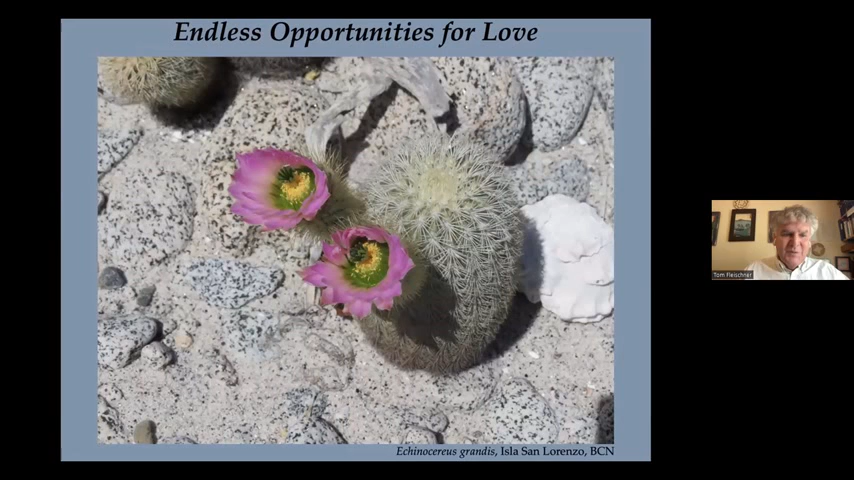 Endless Opportunities for Love
Tom Fleischner
Echinocereus grandis, Isla San Lorenzo, BCN